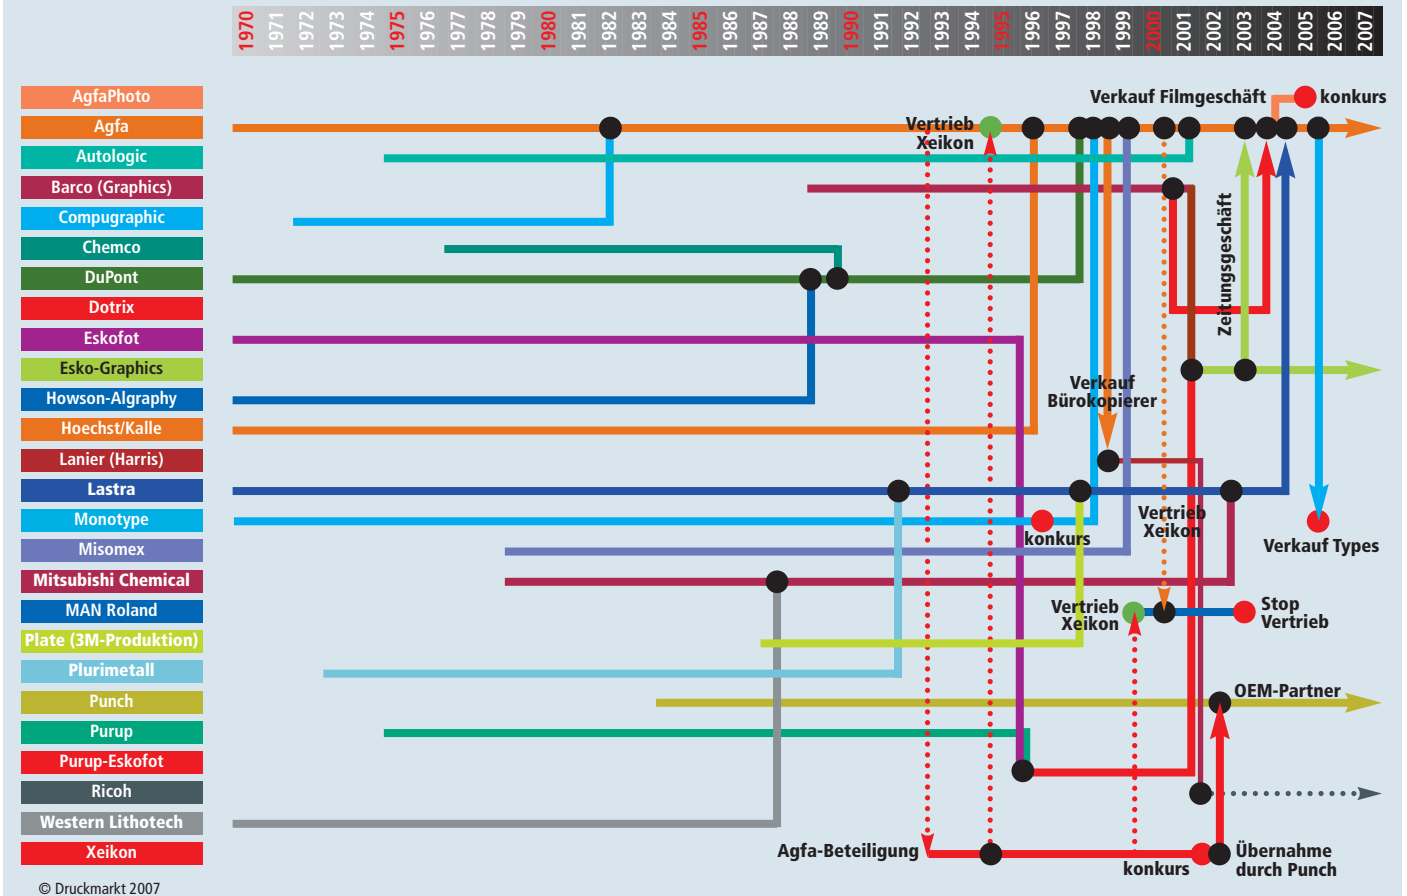 1970 1971 1972 1973 1974 1975 1976 1977 1978 1979 1980 1981 1982 1983 1984 1985 1986 1987 1988 1989 1990 1991 1992 1993 1994 1995 1996 1997 1998 1999 2000 2001 2002 2003 2004 2005 2006 2007
AgfaPhoto
Verkauf Filmgeschäft
konkurs
Agfa
Vertrieb
Xeikon
Autologic
Barco (Graphics)
Compugraphic
Chemco
DuPont
Zeitungsgeschäft
Dotrix
Eskofot
Esko-Graphics
Verkauf
Bürokopierer
Howson-Algraphy
Hoechst/Kalle
Lanier (Harris)
Lastra
Monotype
konkurs
Vertrieb
Xeikon
Verkauf Types
Misomex
Mitsubishi Chemical
MAN Roland
Vertrieb
Xeikon
Stop
Vertrieb
Plate (3M-Produktion)
Plurimetall
Punch
OEM-Partner
Purup
Purup-Eskofot
Ricoh
Western Lithotech
Xeikon
Agfa-Beteiligung
konkurs
Übernahme
durch Punch
© Druckmarkt 2007